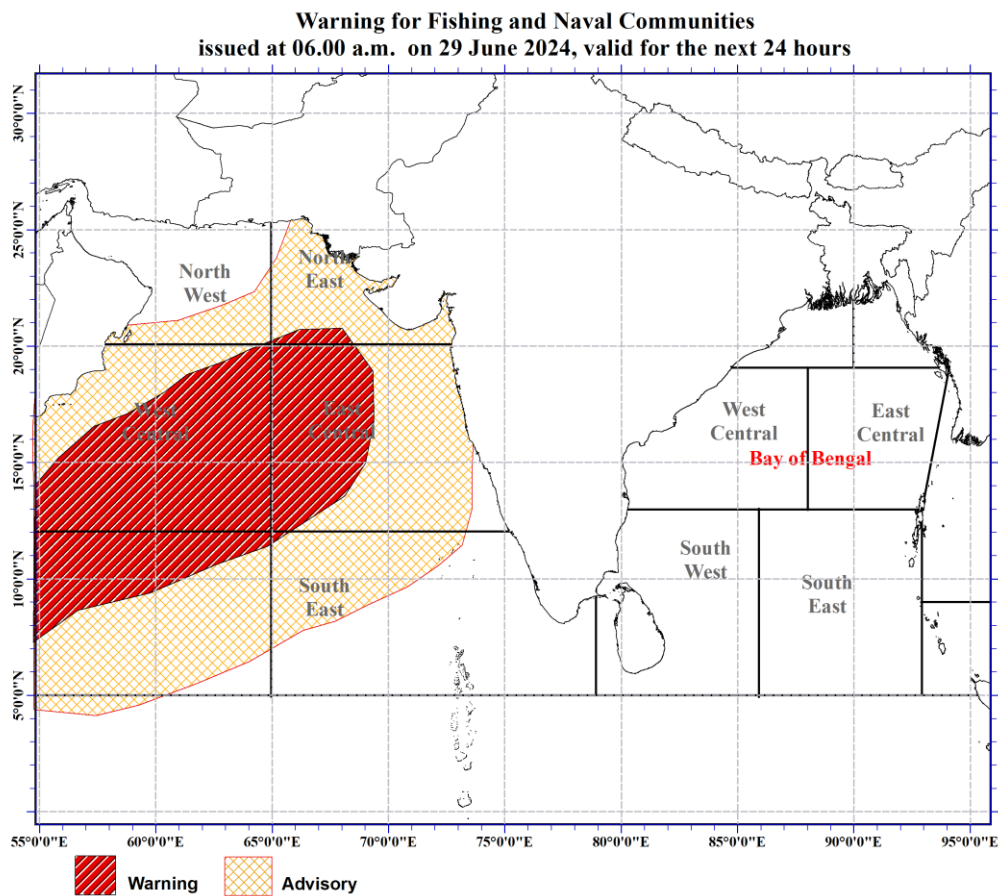 Warning for Fishing and Naval Communities
issued at 06.00 a.m. on 29 June 2024, valid for the next 24 hours
30°0'0"N
25°0'0"N
20°0'0"N
15°0'0"N
10°0'0"N
5°0'0"N
North
West
North
East
West
Central
East
Central
South
East
West
Central
East
Central
Bay of Bengal
South
West
South
East
55°0'0"E
60°0'0"E
65°0'0"E
70°0'0"E
75°0'0"E
80°0'0"E
85°0'0"E
90°0'0"E
95°0'0"E
Warning
Advisory